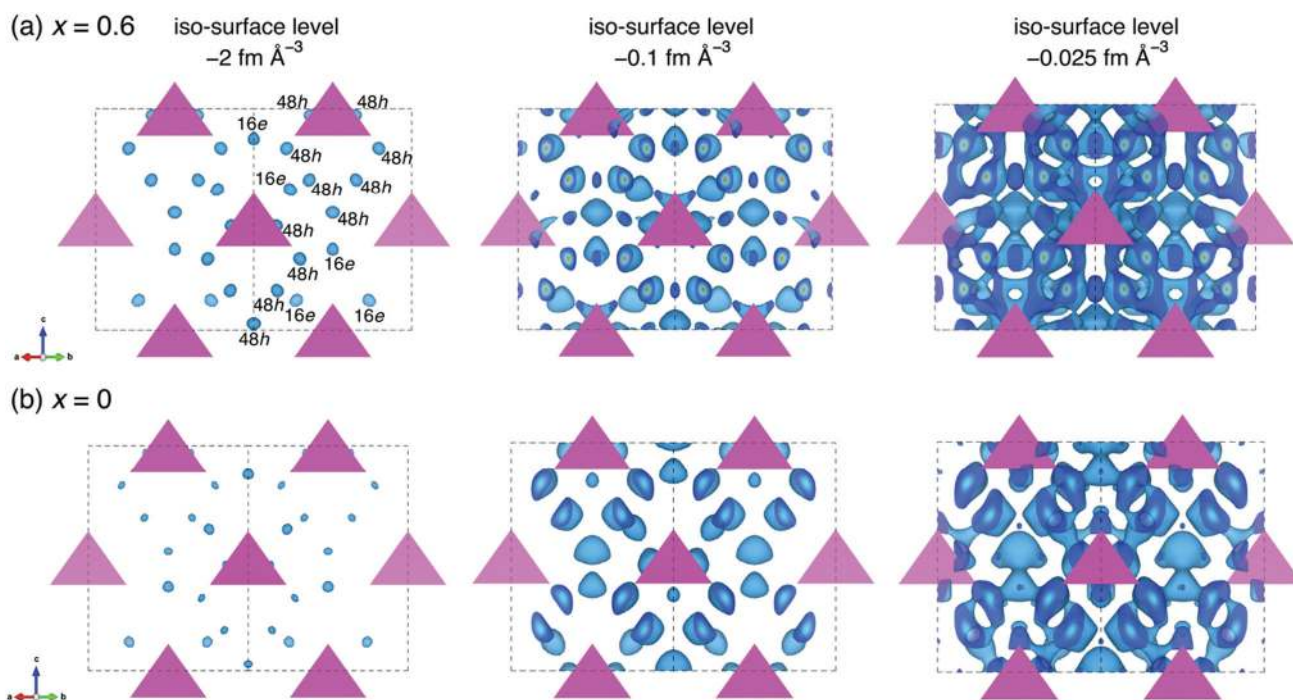 (a) x = 0.6
iso-surface level
−2 fm Å⁻³
iso-surface level
−0.1 fm Å⁻³
iso-surface level
−0.025 fm Å⁻³
48h 48h
16e
48h 48h
16e 48h 48h
48h
48h
16e
48h
48h 16e 16e
48h
c
a b
(b) x = 0
c
a b